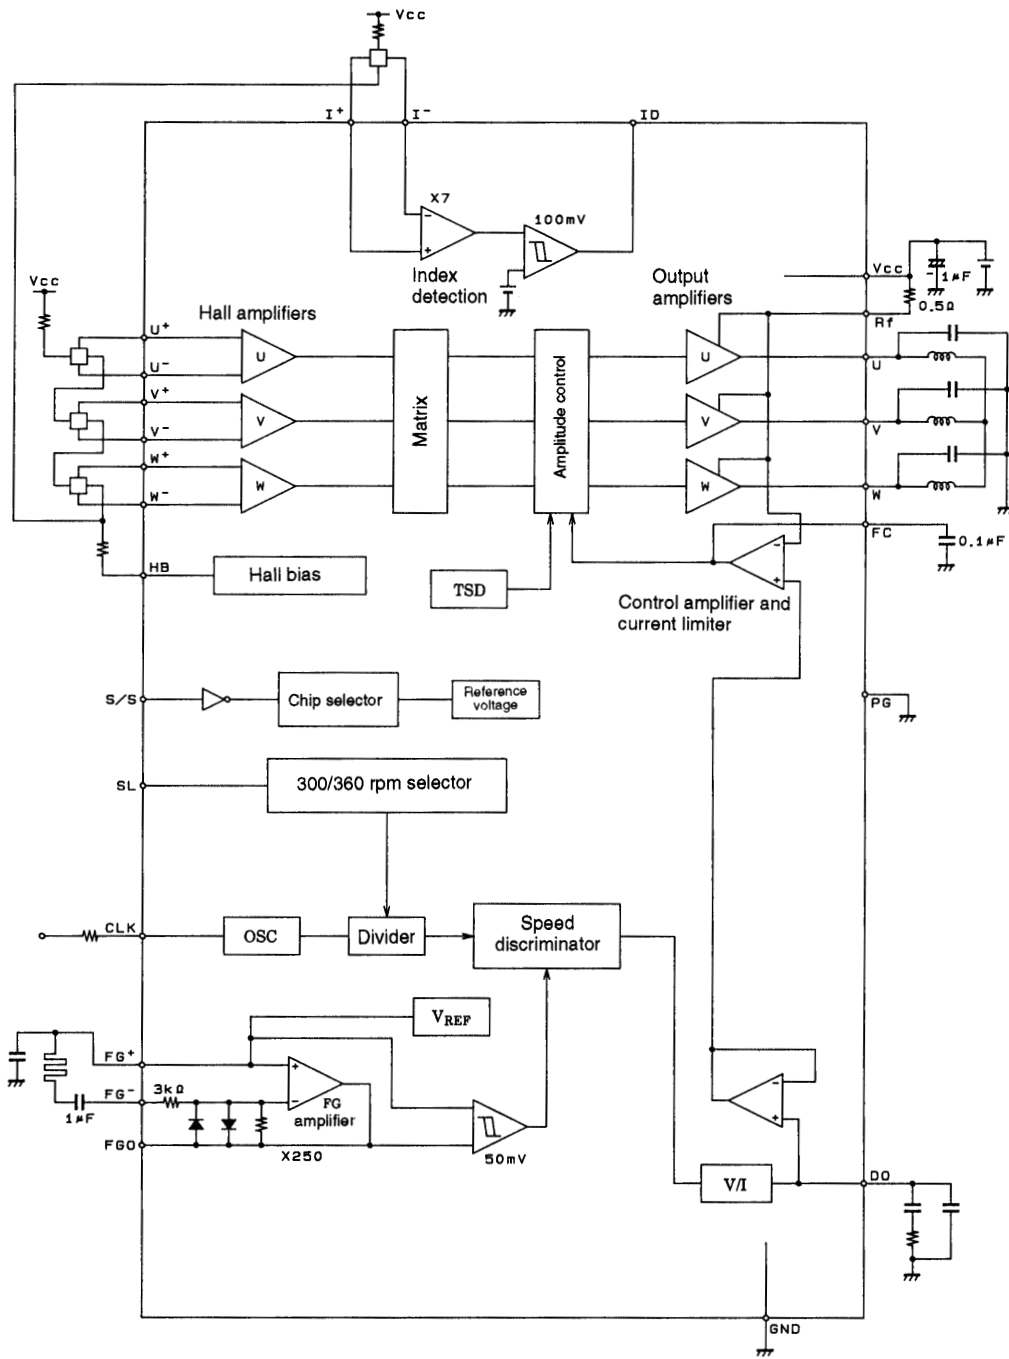 Vcc
I+
I-
ID
X7
100mV
Index
detection
Output
amplifiers
Vcc
1μF
0.5Ω
Rf
Vcc
Hall amplifiers
U+
U-
V+
V-
W+
W-
U
V
W
Matrix
Amplitude control
U
V
W
U
V
W
FC
0.1μF
HB
Hall bias
TSD
Control amplifier and
current limiter
S/S
Chip selector
Reference
voltage
PG
SL
300/360 rpm selector
CLK
OSC
Divider
Speed
discriminator
VREF
FG+
FG-
1μF
3kΩ
FG
amplifier
FGO
X250
50mV
V/I
DO
GND